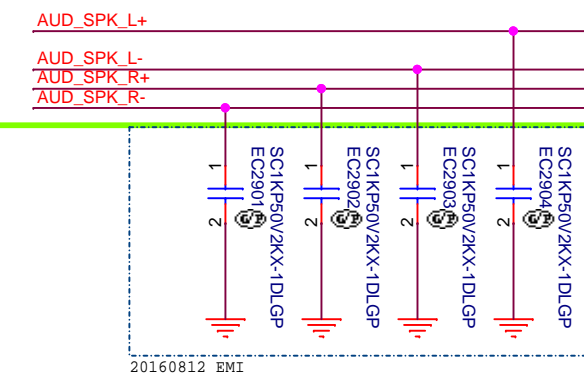 AUD_SPK_L+
AUD_SPK_L-
AUD_SPK_R+
AUD_SPK_R-
1
2
SC1KP50V2KX-1DLGP
EC2901
G/P
1
2
SC1KP50V2KX-1DLGP
EC2902
G/P
1
2
SC1KP50V2KX-1DLGP
EC2903
G/P
1
2
SC1KP50V2KX-1DLGP
EC2904
G/P
20160812 EMI